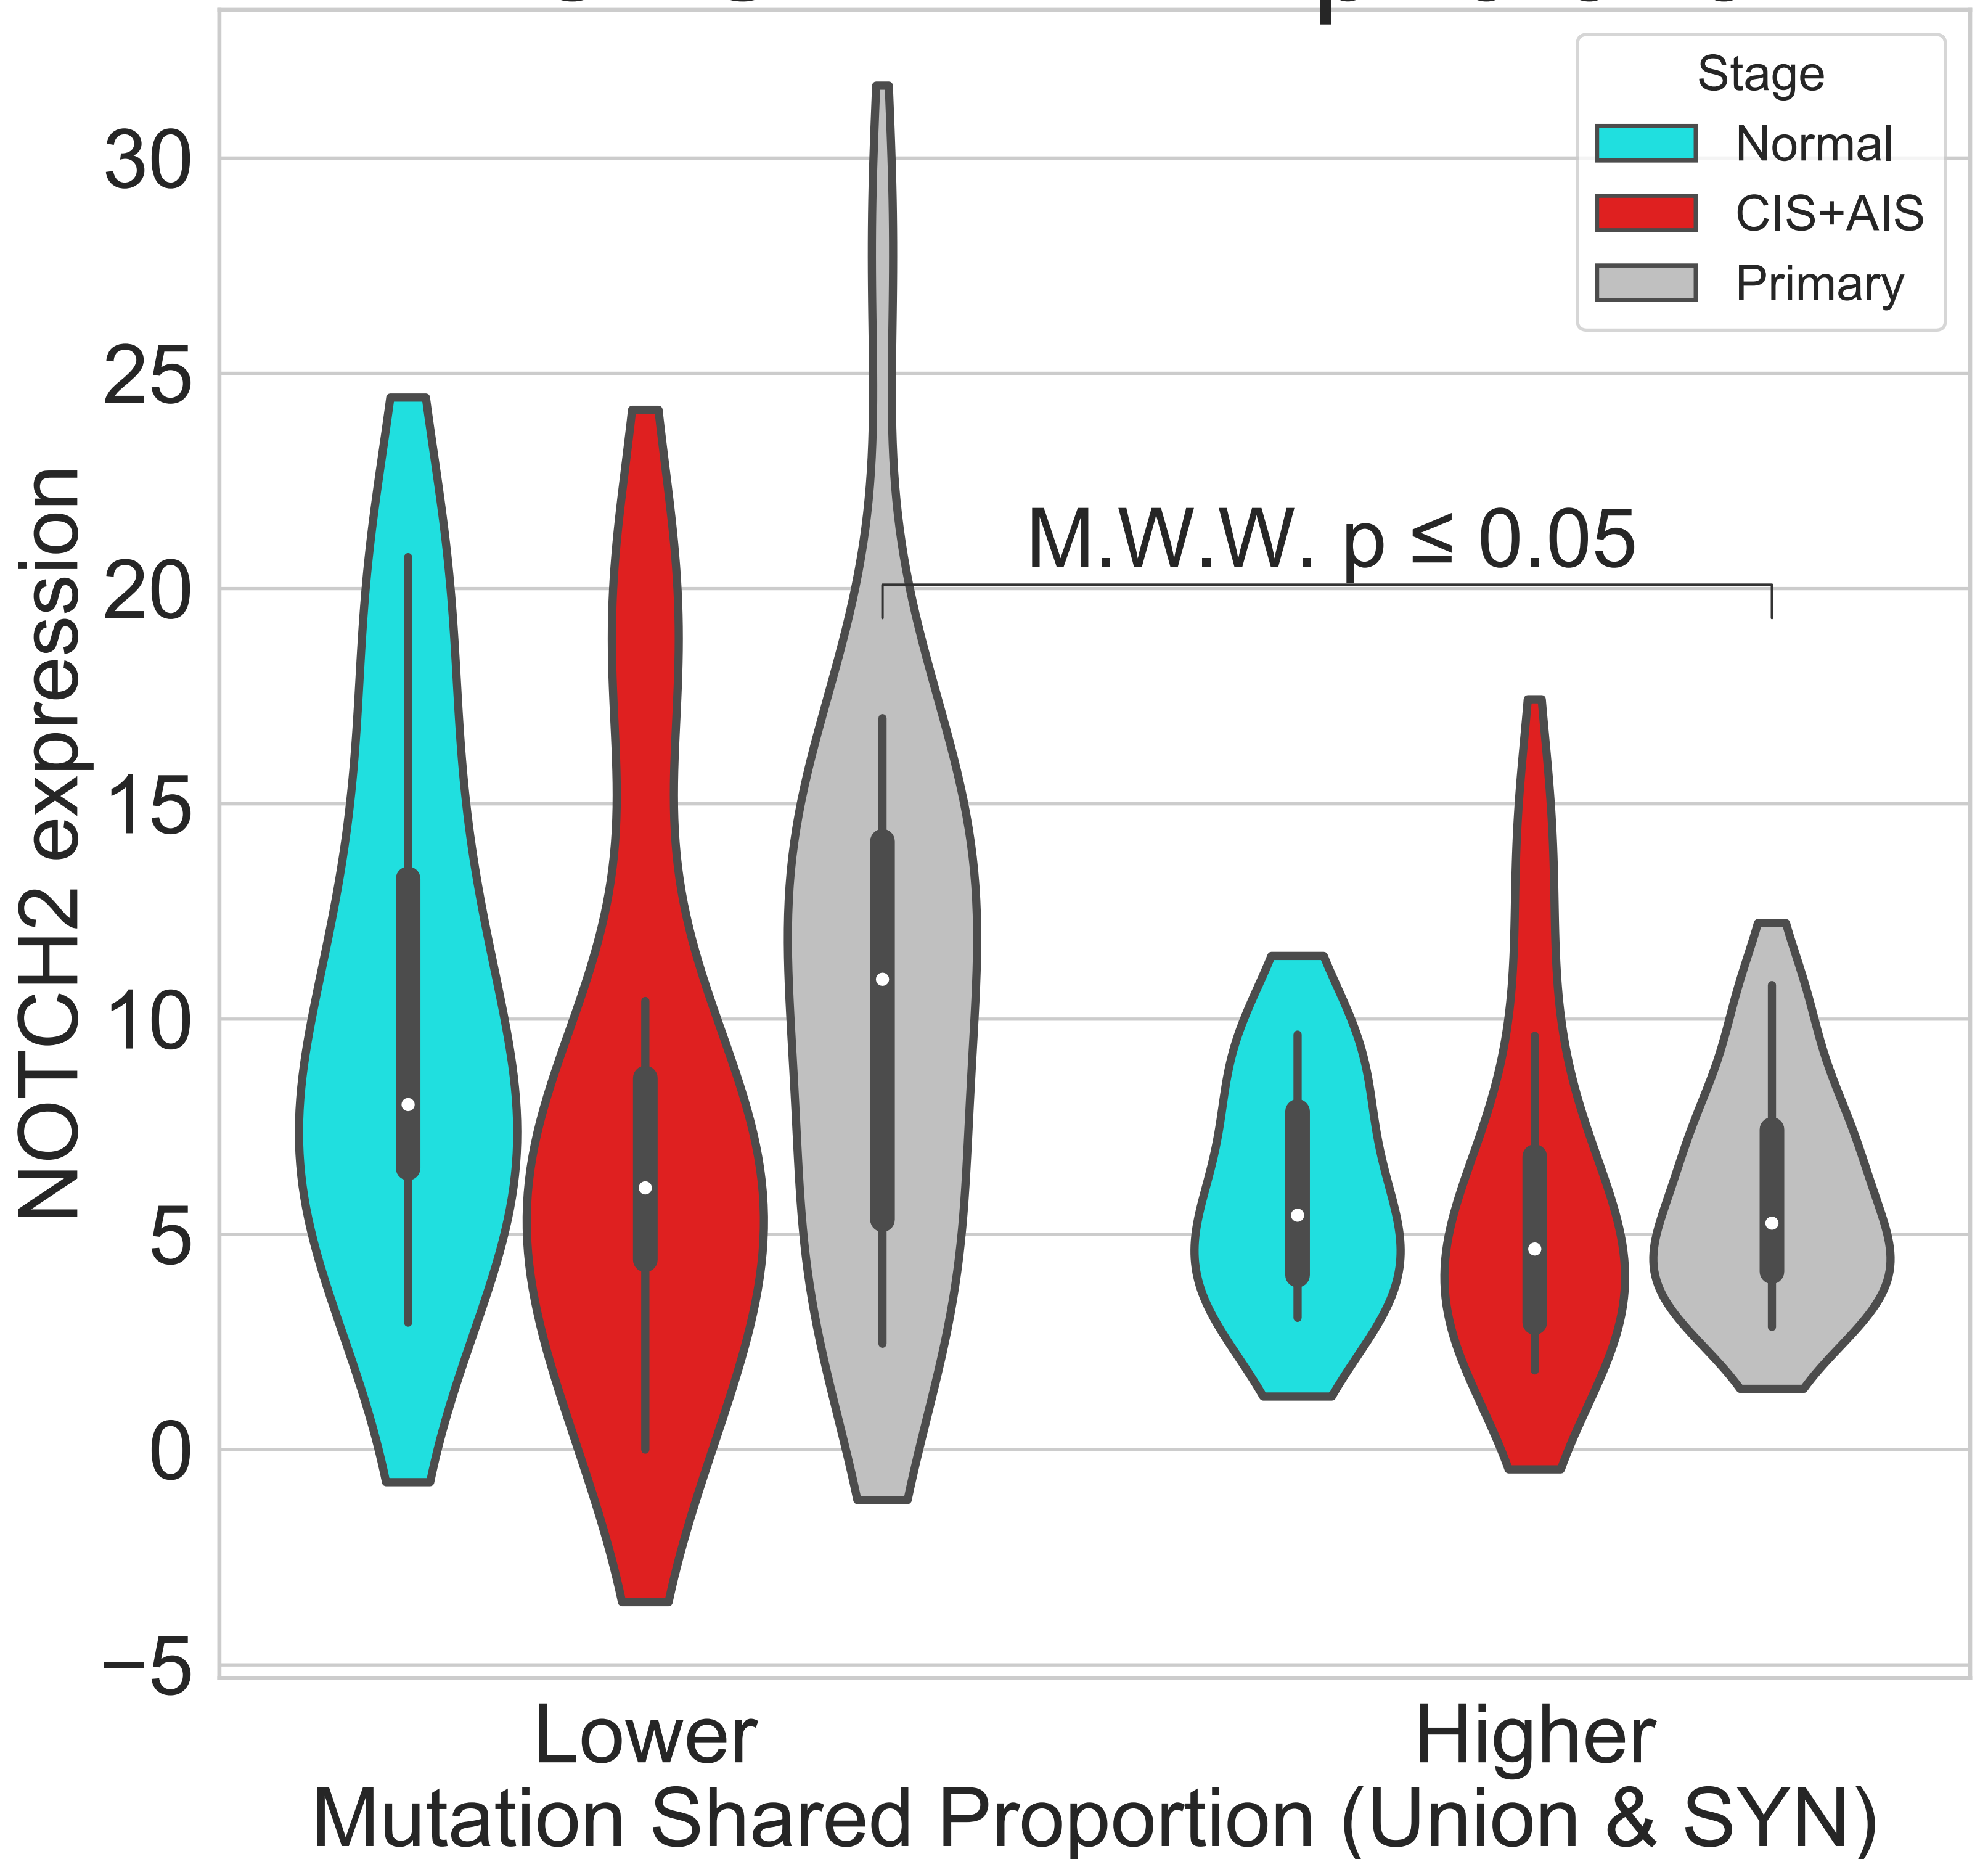 Stage
Normal
CIS+AIS
Primary
30
25
20
15
10
5
0
−5
NOTCH2 expression
M.W.W. p ≤ 0.05
Lower
Higher
Mutation Shared Proportion (Union & SYN)